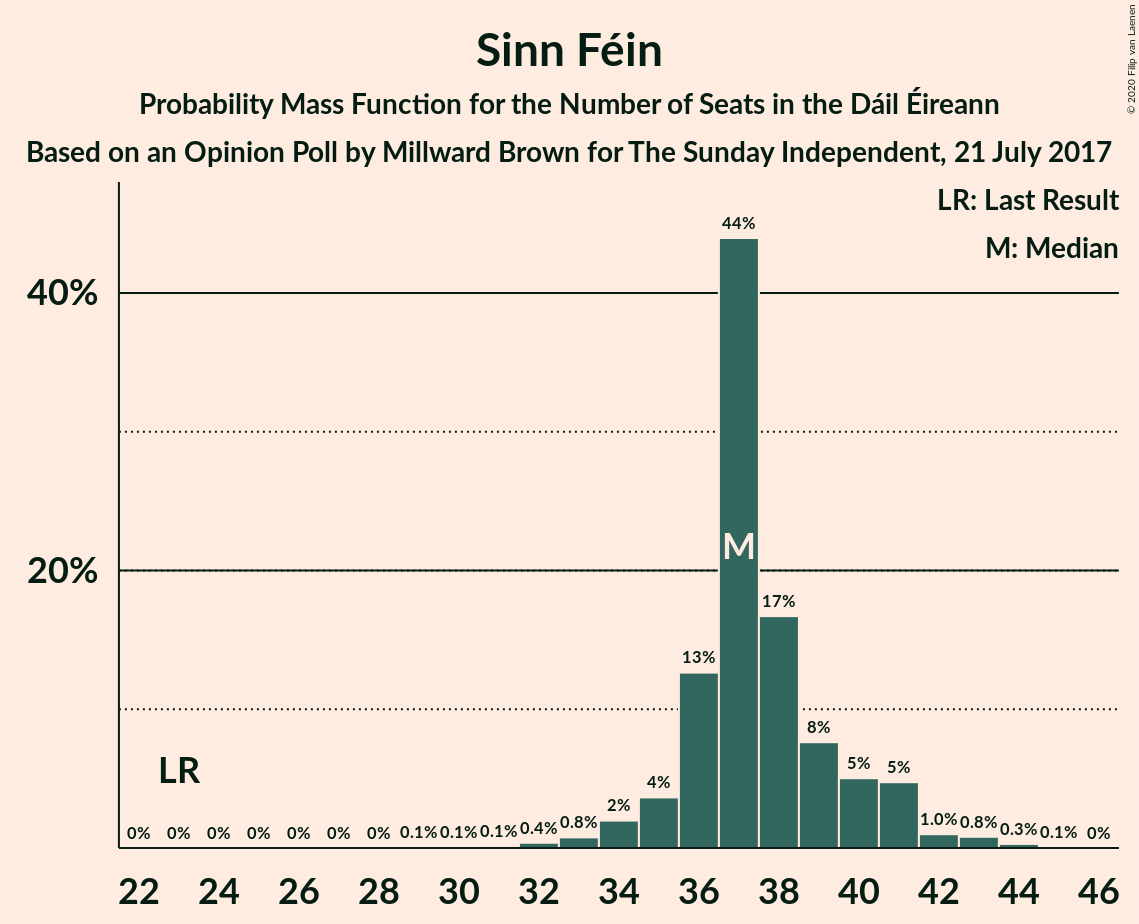 Sinn Féin
Probability Mass Function for the Number of Seats in the Dáil Éireann
Based on an Opinion Poll by Millward Brown for The Sunday Independent, 21 July 2017
© 2020 Filip van Laenen
LR: Last Result
M: Median
44%
40%
M
20%
17%
13%
8%
LR
5%
5%
4%
2%
0% 0% 0% 0% 0% 0% 0% 0.1% 0.1% 0.1% 0.4% 0.8% 1.0% 0.8% 0.3% 0.1% 0%
22 24 26 28 30 32 34 36 38 40 42 44 46